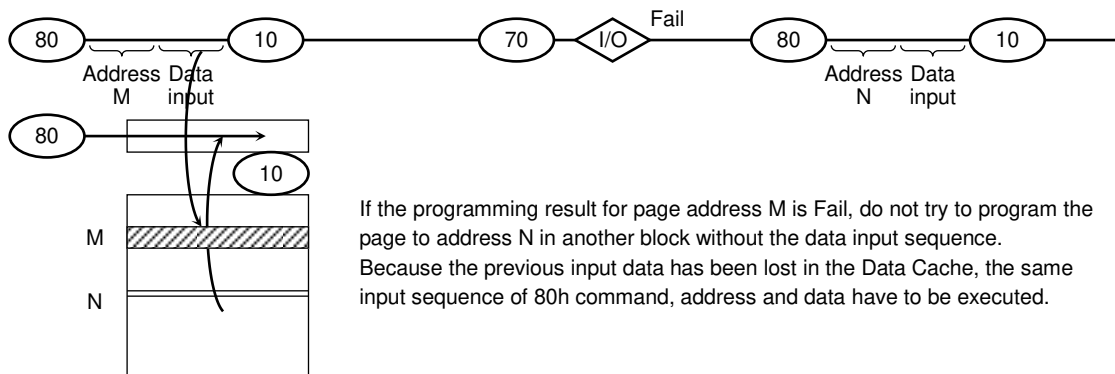 Fail
80 10 70 I/O 80 10
Address Data Address Data
M input N input
80
10
If the programming result for page address M is Fail, do not try to program the
M page to address N in another block without the data input sequence.
Because the previous input data has been lost in the Data Cache, the same
N input sequence of 80h command, address and data have to be executed.